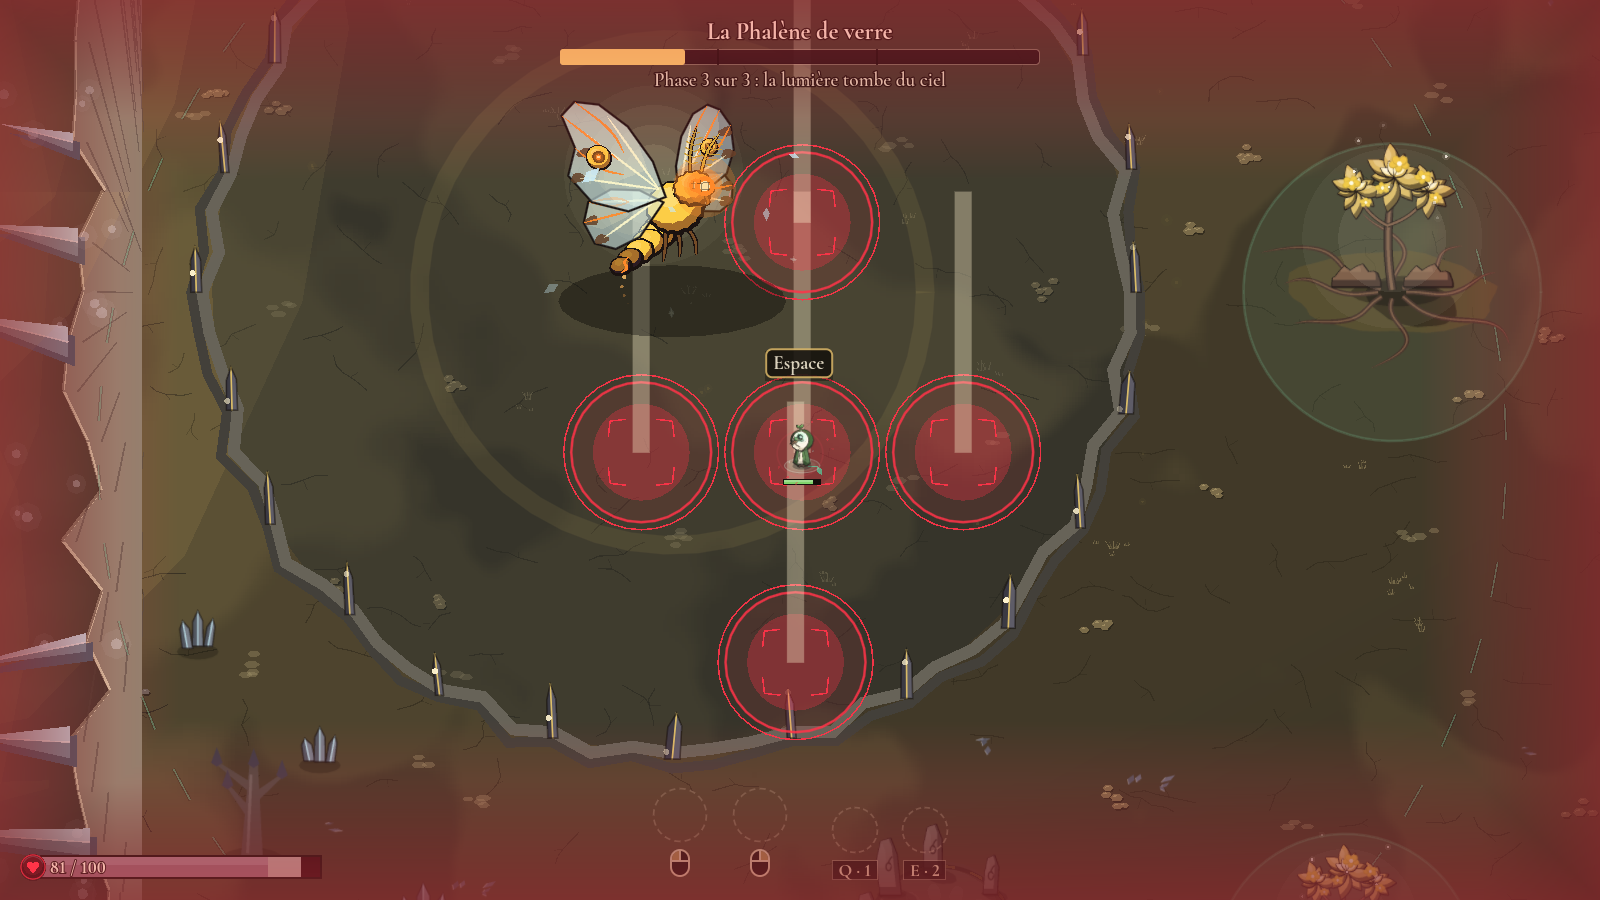 La Phalène de verre
Phase 3 sur 3 : la lumière tombe du ciel
Espace
81 / 100
Q · 1
E · 2